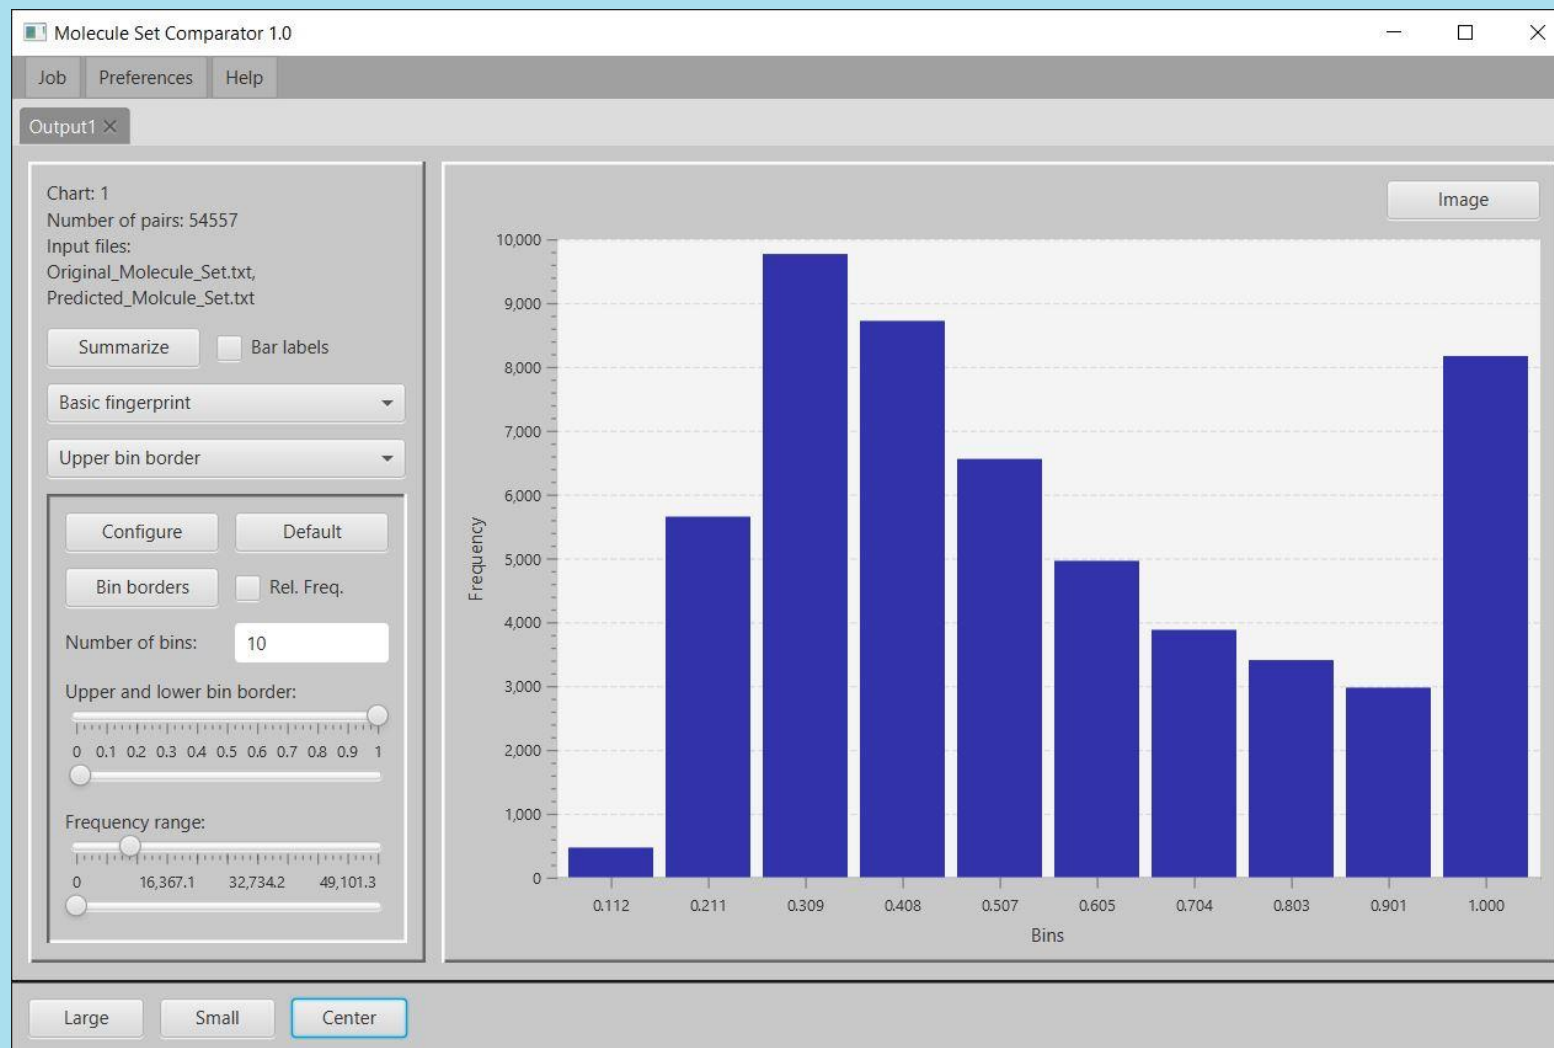 Molecule Set Comparator 1.0
Job Preferences Help
Output1
Chart: 1
Number of pairs: 54557
Input files:
Original_Molecule_Set.txt,
Predicted_Molcule_Set.txt
Summarize Bar labels
Basic fingerprint
Upper bin border
Configure Default
Bin borders Rel. Freq.
Number of bins: 10
Upper and lower bin border:
0 0.1 0.2 0.3 0.4 0.5 0.6 0.7 0.8 0.9 1
Frequency range:
0 16,367.1 32,734.2 49,101.3
Image
10,000
9,000
8,000
7,000
6,000
5,000
4,000
3,000
2,000
1,000
0
Frequency
0.112 0.211 0.309 0.408 0.507 0.605 0.704 0.803 0.901 1.000
Bins
Large Small Center